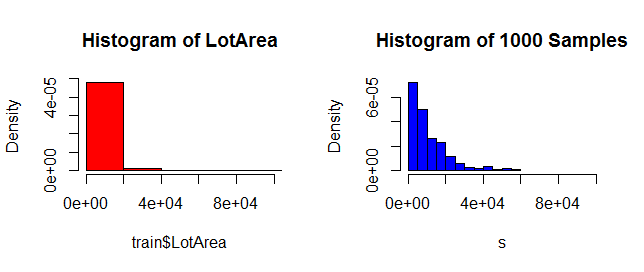 Histogram of LotArea
Density
4e-05
0e+00
0e+00 4e+04 8e+04
train$LotArea
Histogram of 1000 Samples
Density
6e-05
0e+00
0e+00 4e+04 8e+04
s